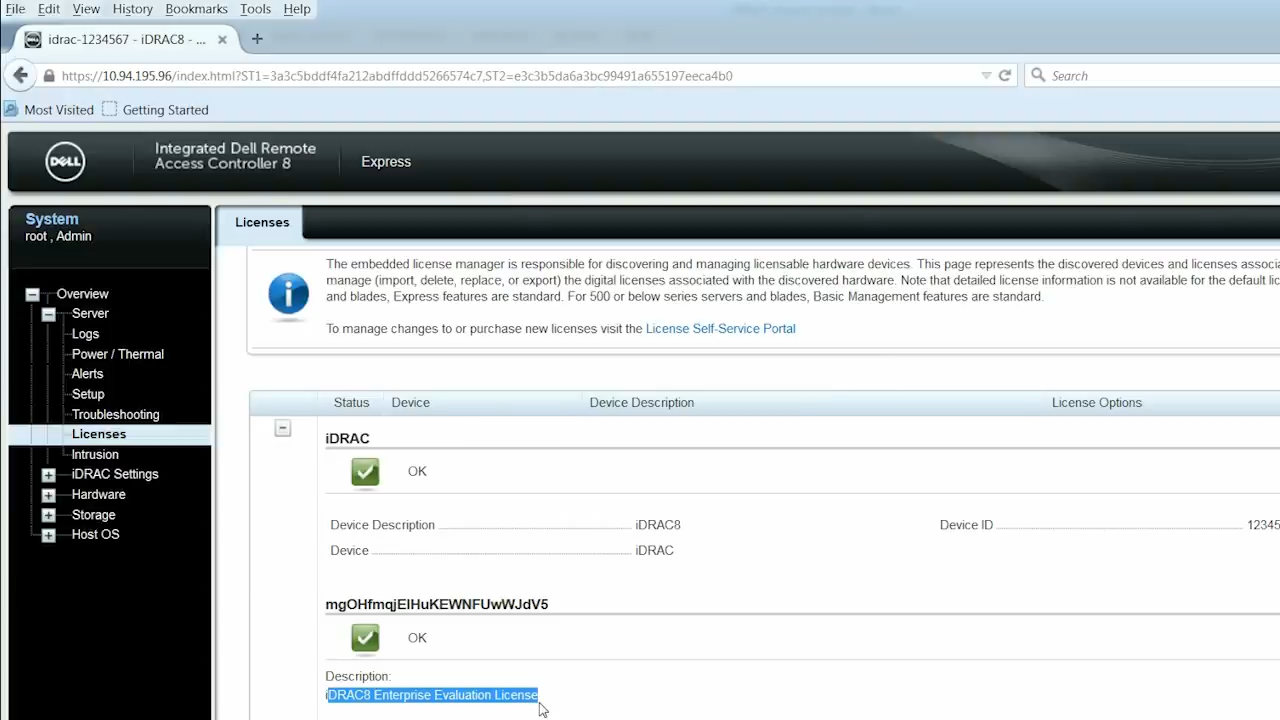 File Edit View History Bookmarks Tools Help
idrac-1234567 - iDRAC8 - ...
https://10.94.195.96/index.html?ST1=3a3c5bddf4fa212abdffddd5266574c7,ST2=e3c3b5da6a3bc99491a655197eeca4b0
Search
Most Visited Getting Started
DELL
Integrated Dell Remote
Access Controller 8
Express
System
root , Admin
Overview
Server
Logs
Power / Thermal
Alerts
Setup
Troubleshooting
Licenses
Intrusion
iDRAC Settings
Hardware
Storage
Host OS
Licenses
The embedded license manager is responsible for discovering and managing licensable hardware devices. This page represents the discovered devices and licenses associa
manage (import, delete, replace, or export) the digital licenses associated with the discovered hardware. Note that detailed license information is not available for the default lic
and blades, Express features are standard. For 500 or below series servers and blades, Basic Management features are standard.
To manage changes to or purchase new licenses visit the License Self-Service Portal
Status Device Device Description License Options
iDRAC
OK
Device Description iDRAC8 Device ID 12345
Device iDRAC
mgOHfmqjEIHuKEWNFUwWJdV5
OK
Description:
iDRAC8 Enterprise Evaluation License